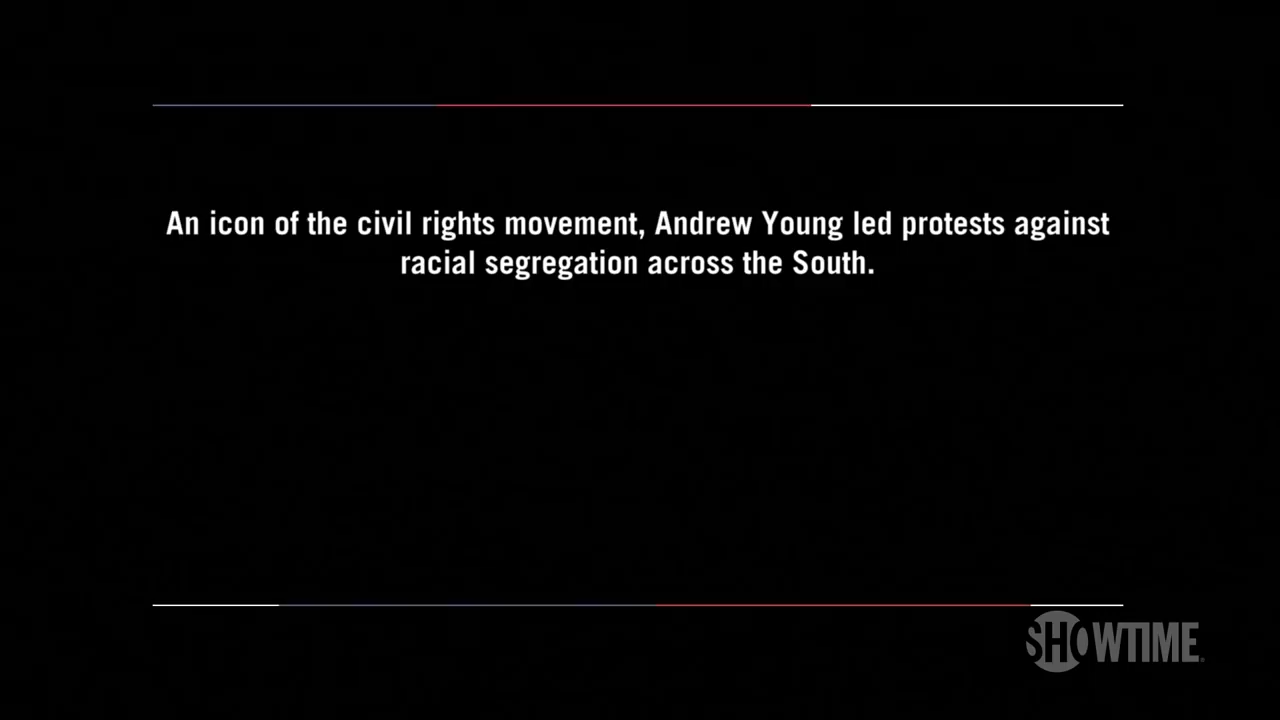 An icon of the civil rights movement, Andrew Young led protests against
racial segregation across the South.
SHOWTIME